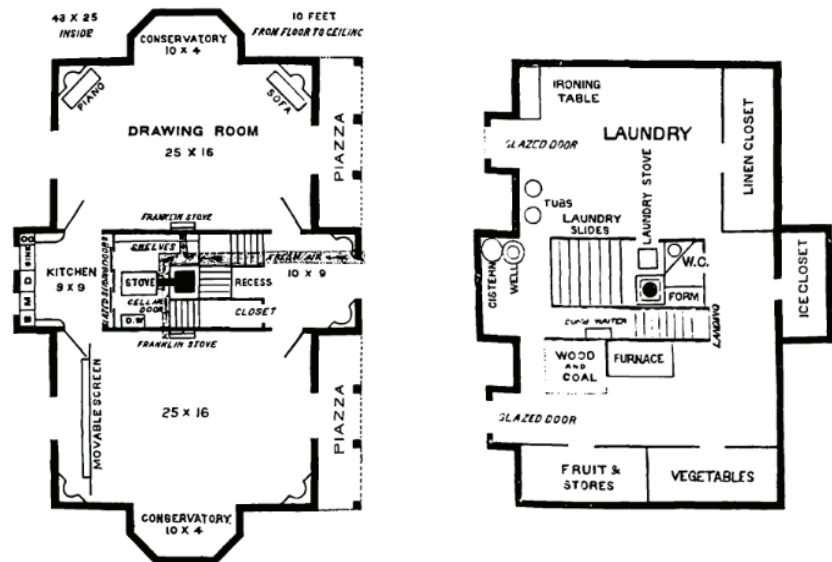 43 X 25
INSIDE
10 FEET
FROM FLOOR TO CEILING
CONSERVATORY
10 X 4
PIANO
SOFA
DRAWING ROOM
25 X 16
PIAZZA
FRANKLIN STOVE
SHELVES
KITCHEN
9 X 9
SINK
D
M
STOVE
CELLAR
DOOR
D.W
RECESS
CLOSET
10 X 9
FRANKLIN STOVE
MOVABLE SCREEN
25 X 16
PIAZZA
CONSERVATORY
10 X 4
IRONING
TABLE
GLAZED DOOR
LAUNDRY
LINEN CLOSET
LAUNDRY STOVE
TUBS
LAUNDRY
SLIDES
CISTERN
WELL
W.C.
FORM
ICE CLOSET
DUMB WAITER
LANDING
WOOD
AND
COAL
FURNACE
GLAZED DOOR
FRUIT &
STORES
VEGETABLES